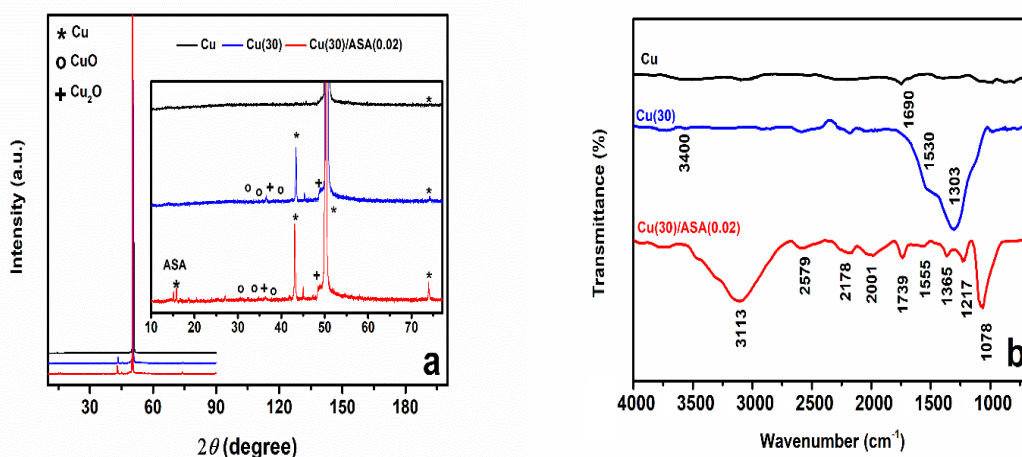 * Cu
o CuO
+ Cu₂O
Cu
Cu(30)
Cu(30)/ASA(0.02)
*
*
*
+
*
o
o
+
o
*
*
+
*
ASA
*
o
o
+
o
10 20 30 40 50 60 70
a
30 60 90 120 150 180
2θ (degree)
Intensity (a.u.)
b
Cu
1690
Cu(30)
3400
1530
1303
Cu(30)/ASA(0.02)
3113
2579
2178
2001
1739
1555
1365
1217
1078
4000 3500 3000 2500 2000 1500 1000
Wavenumber (cm⁻¹)
Transmittance (%)